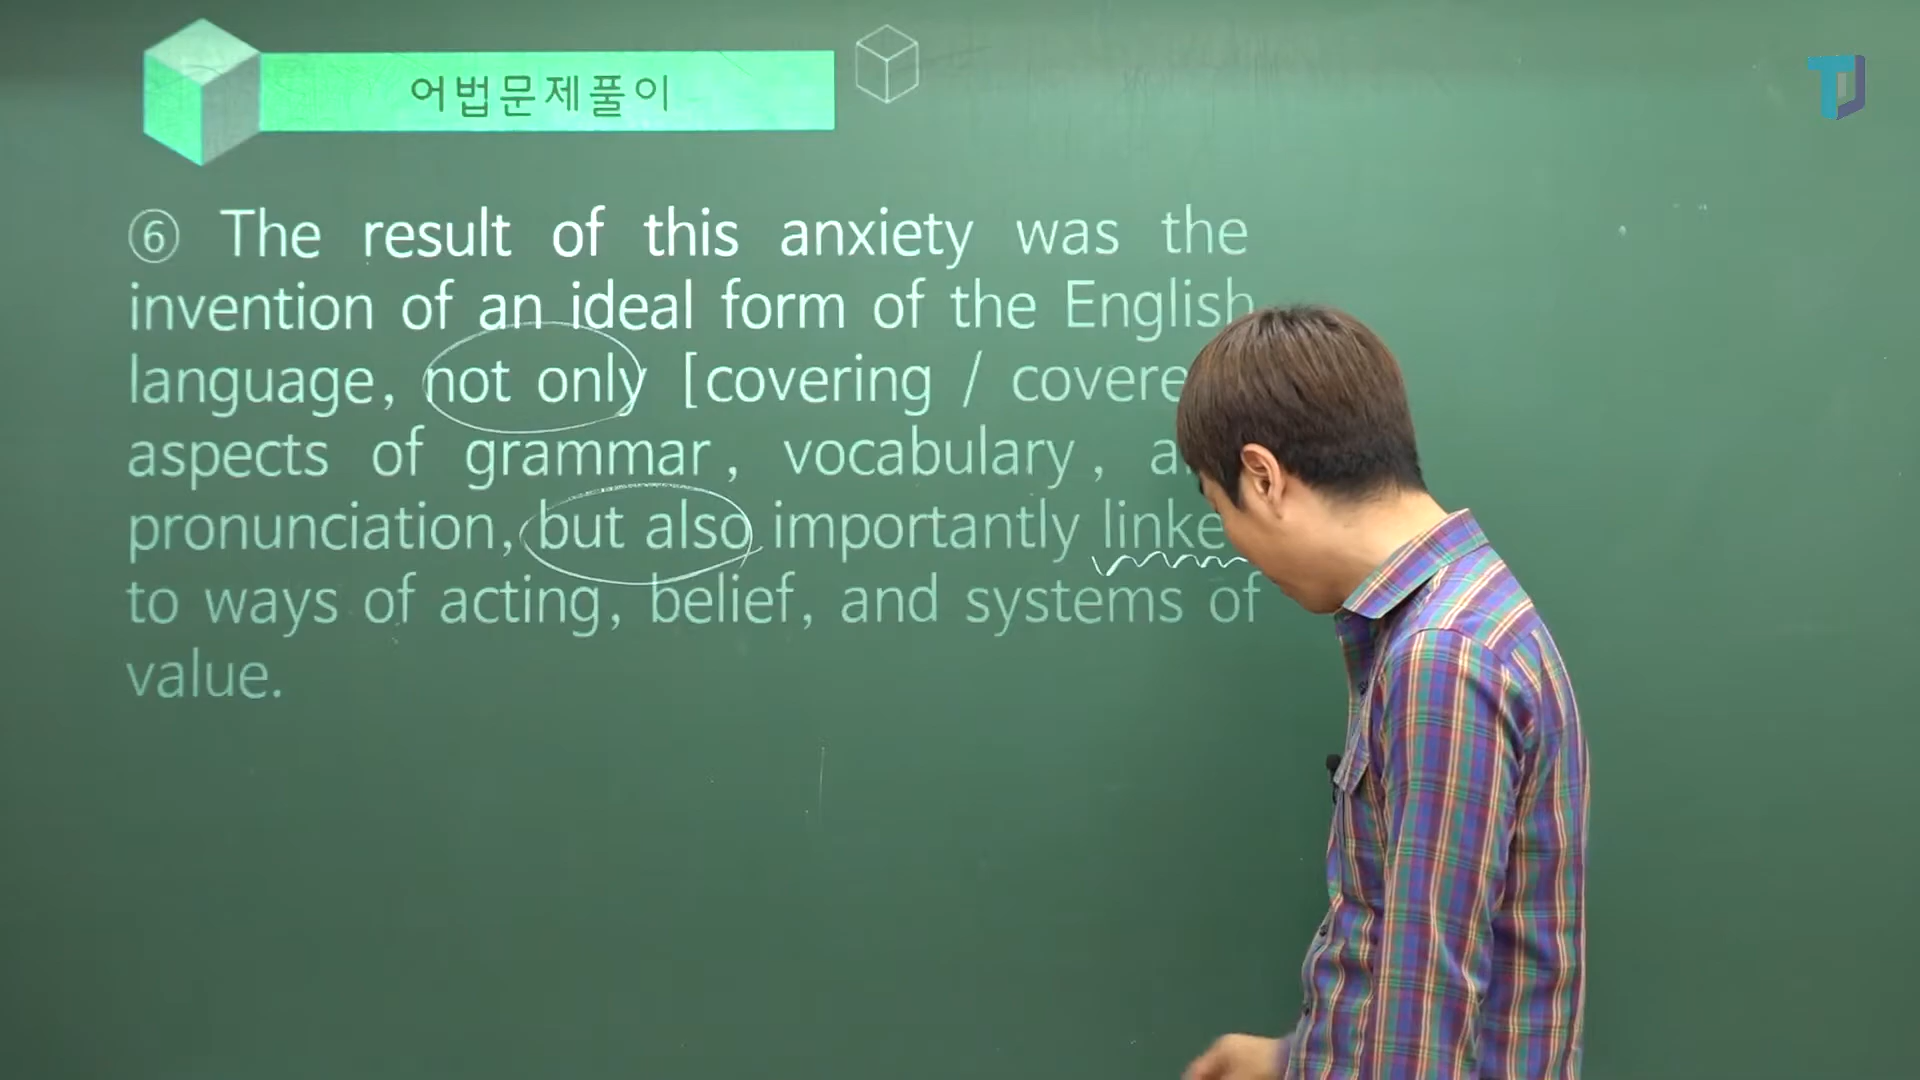 어법문제풀이
⑥ The result of this anxiety was the
invention of an ideal form of the English
language, not only [covering / covere
aspects of grammar, vocabulary, a
pronunciation, but also importantly linke
to ways of acting, belief, and systems of
value.